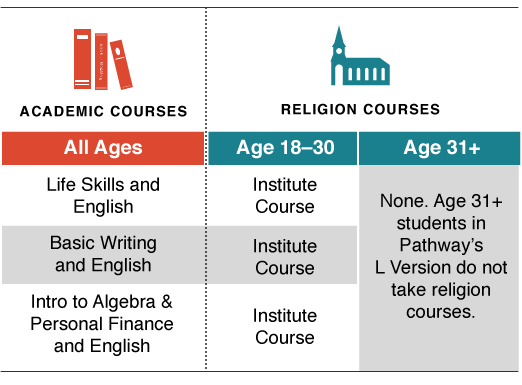 ACADEMIC COURSES
RELIGION COURSES
All Ages
Age 18–30
Age 31+
Life Skills and
English
Institute
Course
None. Age 31+
students in
Pathway's
L Version do not
take religion
courses.
Basic Writing
and English
Institute
Course
Intro to Algebra &
Personal Finance
and English
Institute
Course